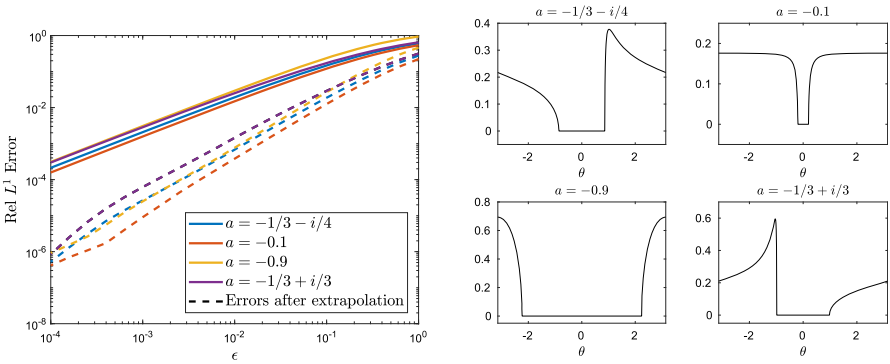 10^0
10^-2
10^-4
10^-6
10^-8
Rel L^1 Error
10^-4 10^-3 10^-2 10^-1 10^0
ϵ
a = −1/3 − i/4
a = −0.1
a = −0.9
a = −1/3 + i/3
Errors after extrapolation
a = −1/3 − i/4
0.4
0.3
0.2
0.1
0
-2 0 2
θ
a = −0.1
0.2
0.1
0
-2 0 2
θ
a = −0.9
0.8
0.6
0.4
0.2
0
-2 0 2
θ
a = −1/3 + i/3
0.6
0.4
0.2
0
-2 0 2
θ